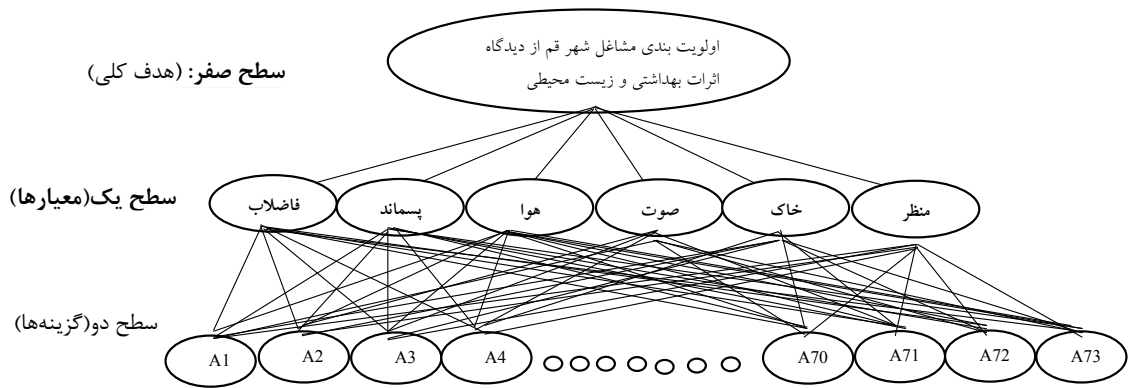 اولویت بندی مشاغل شهر قم از دیدگاه
اثرات بهداشتی و زیست محیطی
سطح صفر: (هدف کلی)
سطح یک(معیارها)
فاضلاب
پسماند
هوا
صوت
خاک
منظر
سطح دو(گزینه‌ها)
A1
A2
A3
A4
A70
A71
A72
A73